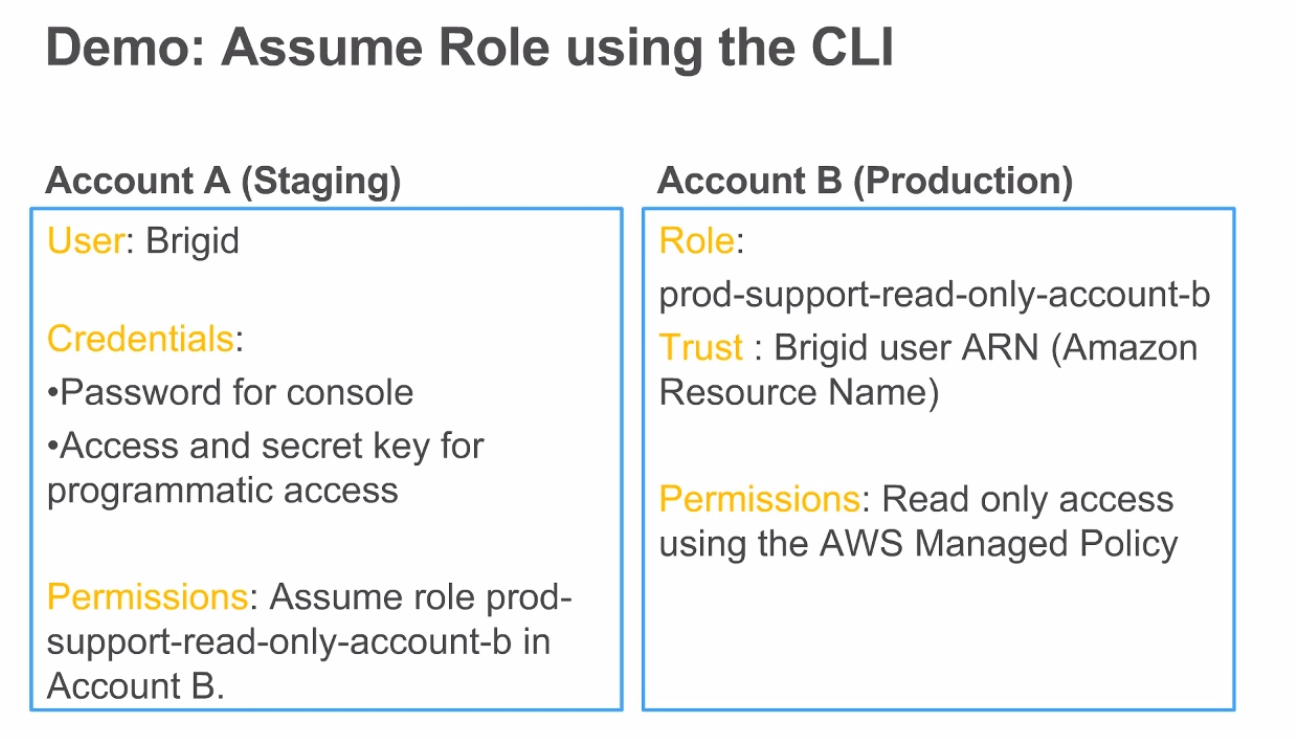 Demo: Assume Role using the CLI
Account A (Staging)
User: Brigid
Credentials:
•Password for console
•Access and secret key for
programmatic access
Permissions: Assume role prod-
support-read-only-account-b in
Account B.
Account B (Production)
Role:
prod-support-read-only-account-b
Trust : Brigid user ARN (Amazon
Resource Name)
Permissions: Read only access
using the AWS Managed Policy